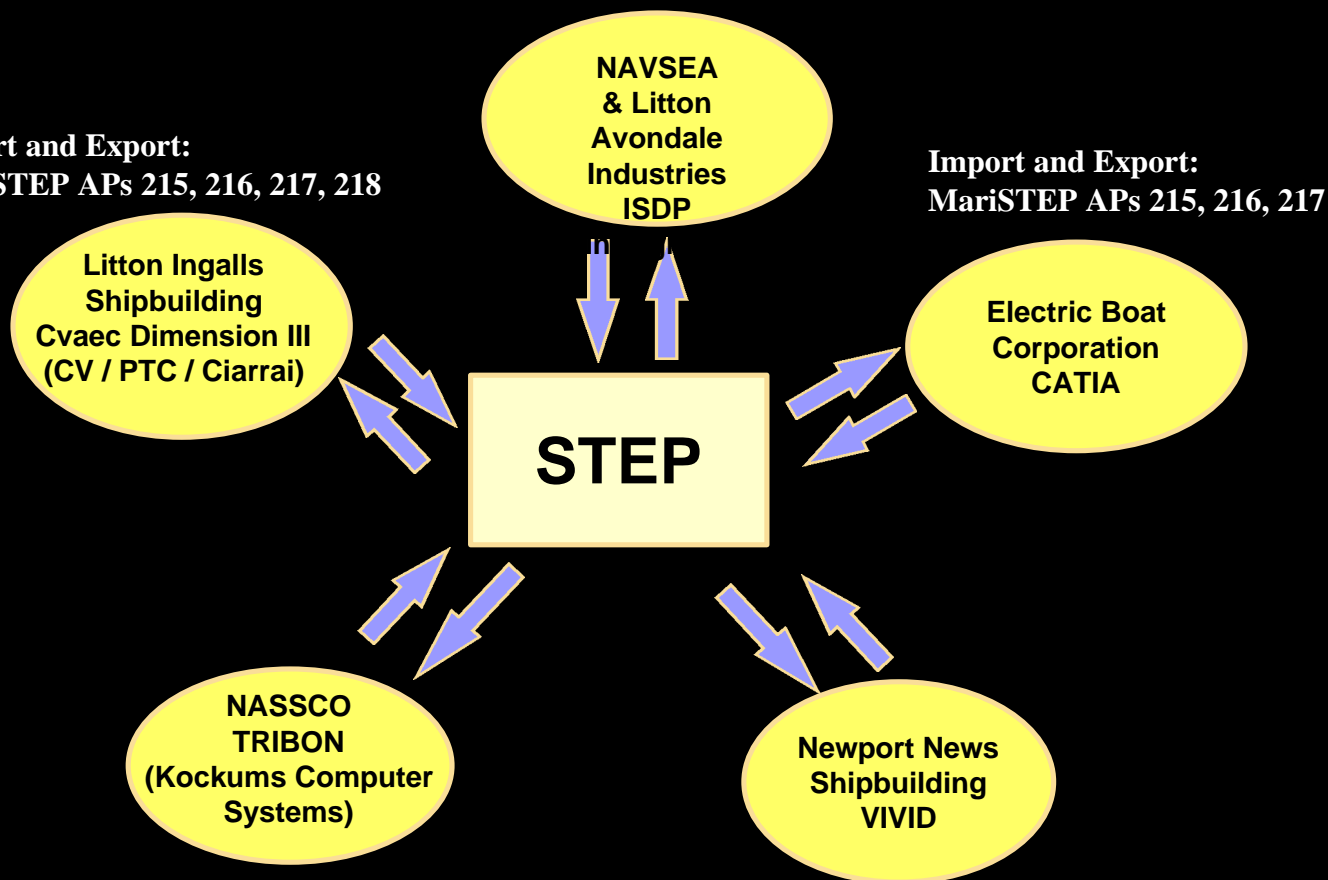 NAVSEA
& Litton
Avondale
Industries
ISDP
rt and Export:
STEP APs 215, 216, 217, 218
Import and Export:
MariSTEP APs 215, 216, 217
Litton Ingalls
Shipbuilding
Cvaec Dimension III
(CV / PTC / Ciarrai)
Electric Boat
Corporation
CATIA
STEP
NASSCO
TRIBON
(Kockums Computer
Systems)
Newport News
Shipbuilding
VIVID